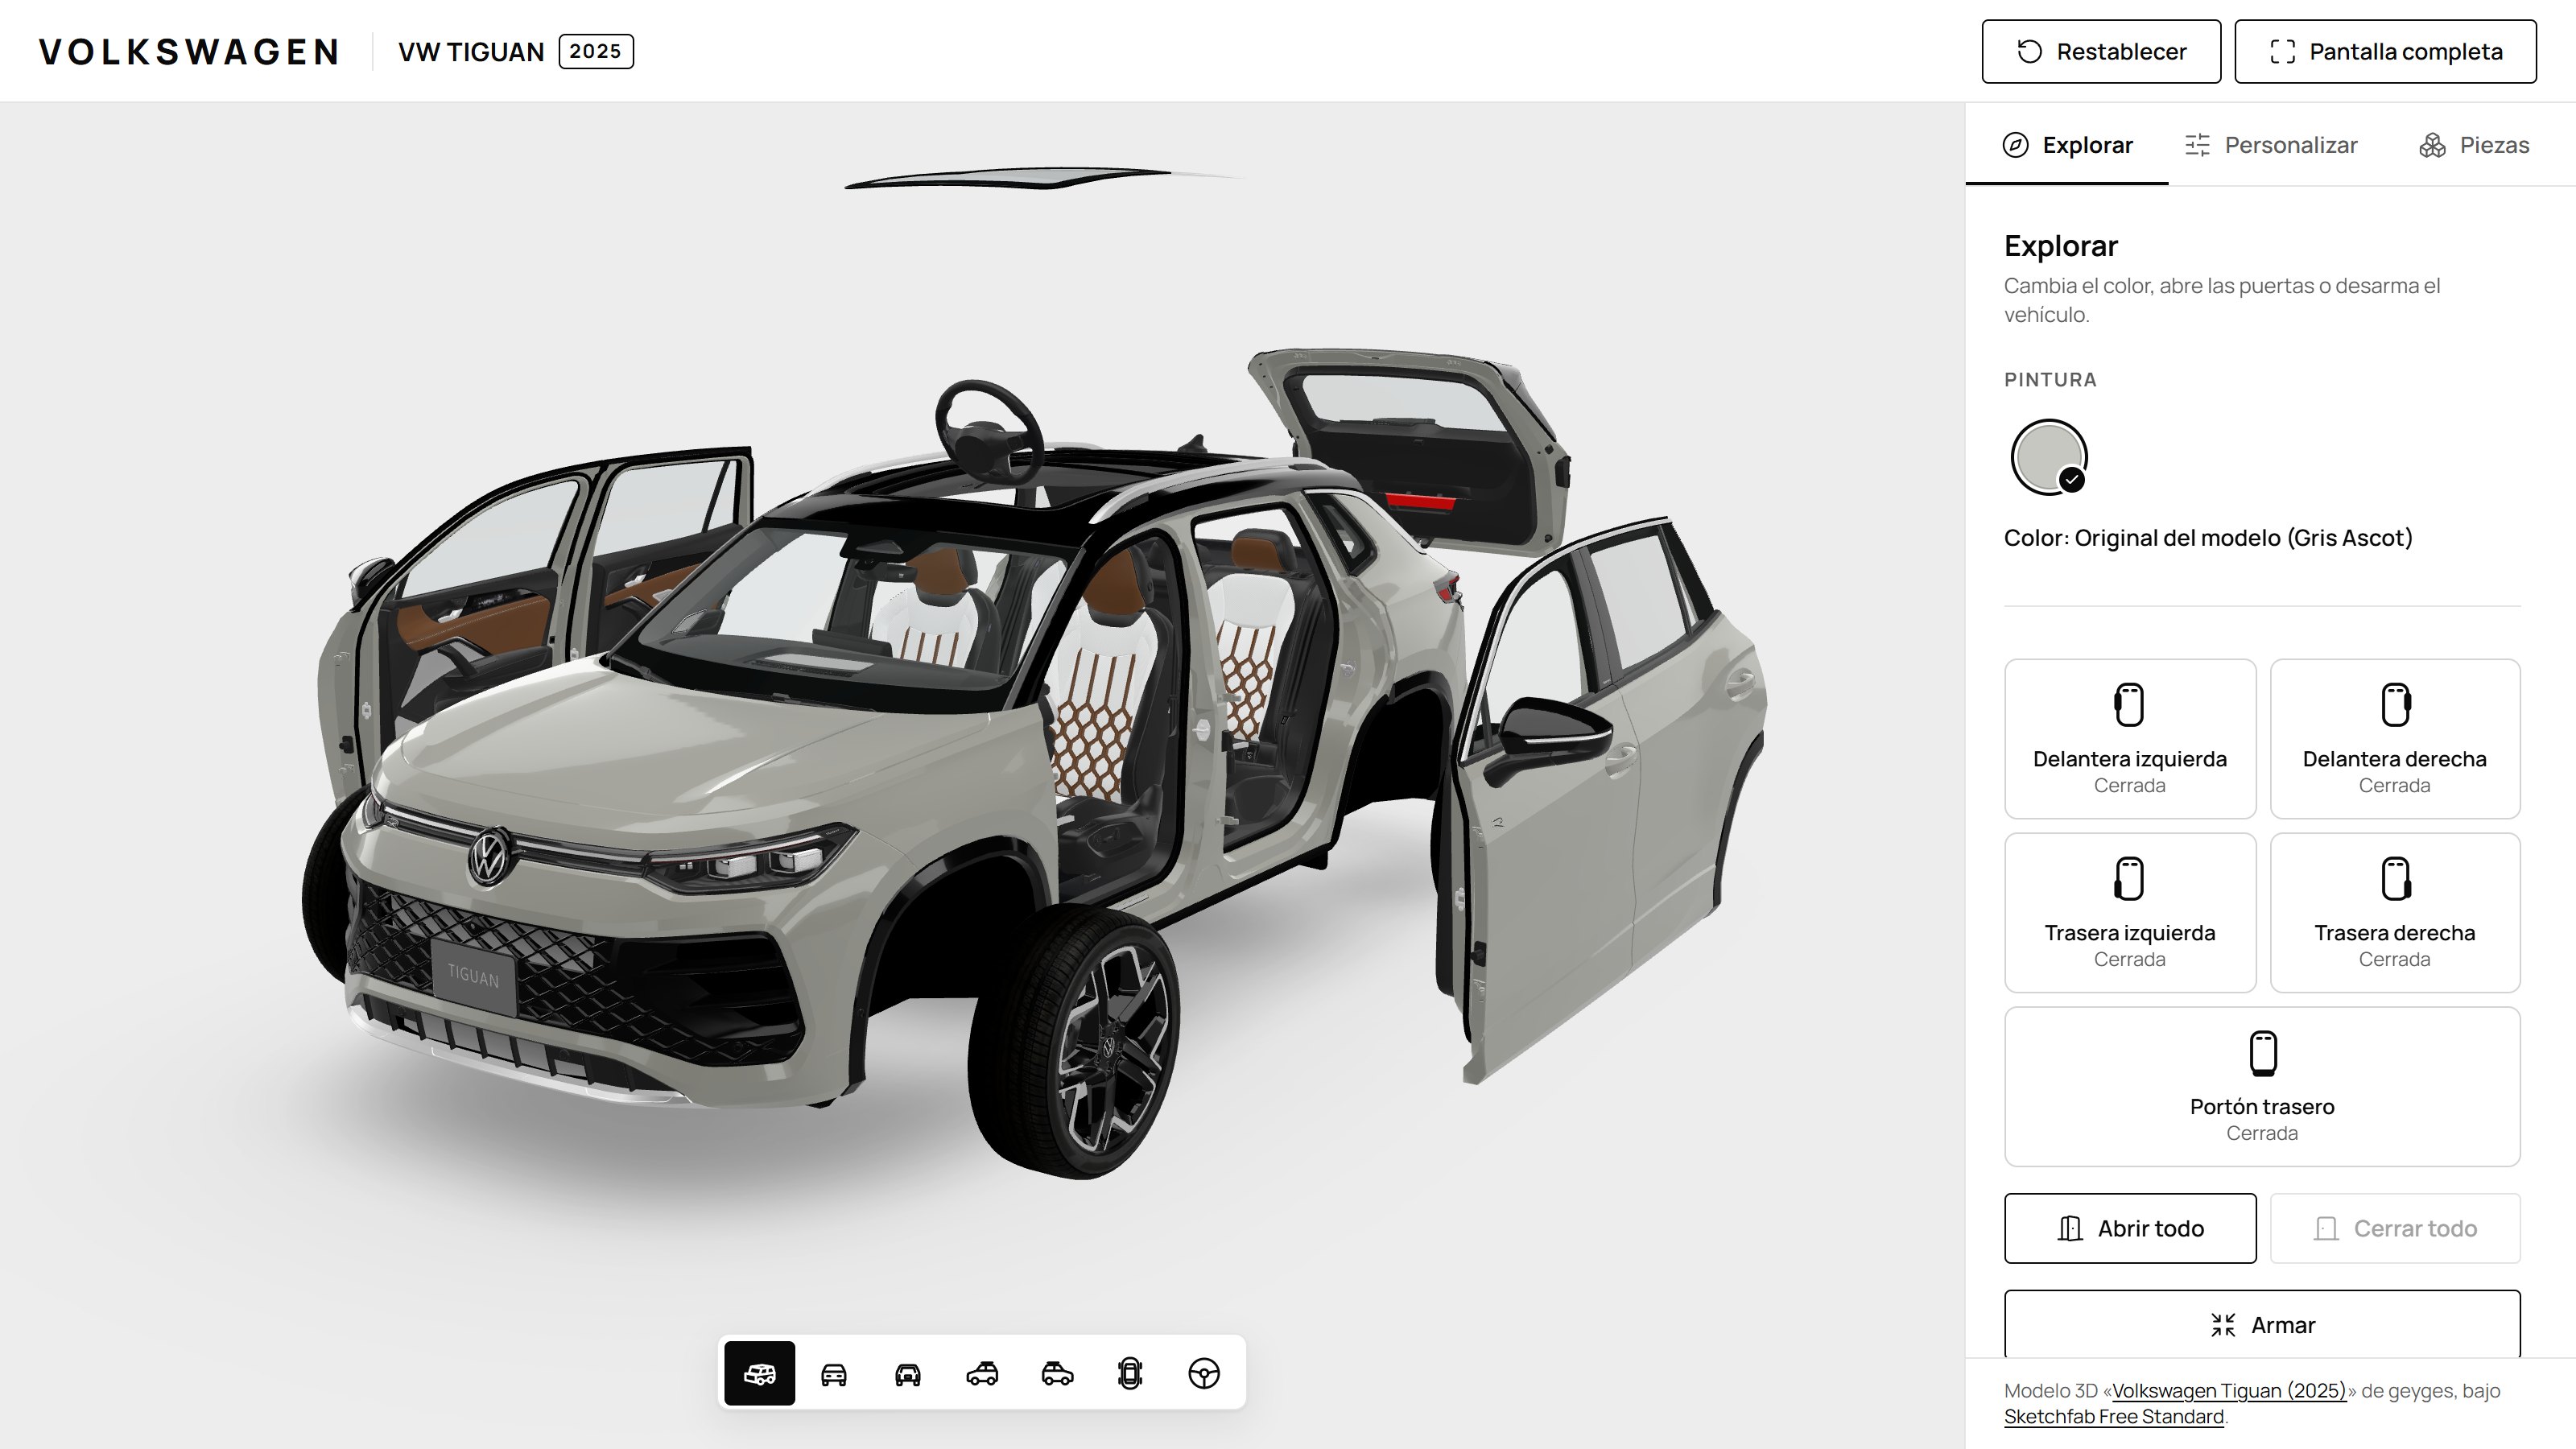 VOLKSWAGEN
VW TIGUAN
2025
Restablecer
Pantalla completa
Explorar
Personalizar
Piezas
Explorar
Cambia el color, abre las puertas o desarma el
vehículo.
PINTURA
Color: Original del modelo (Gris Ascot)
Delantera izquierda
Cerrada
Delantera derecha
Cerrada
Trasera izquierda
Cerrada
Trasera derecha
Cerrada
Portón trasero
Cerrada
Abrir todo
Cerrar todo
Armar
Modelo 3D «Volkswagen Tiguan (2025)» de geyges, bajo
Sketchfab Free Standard.
TIGUAN